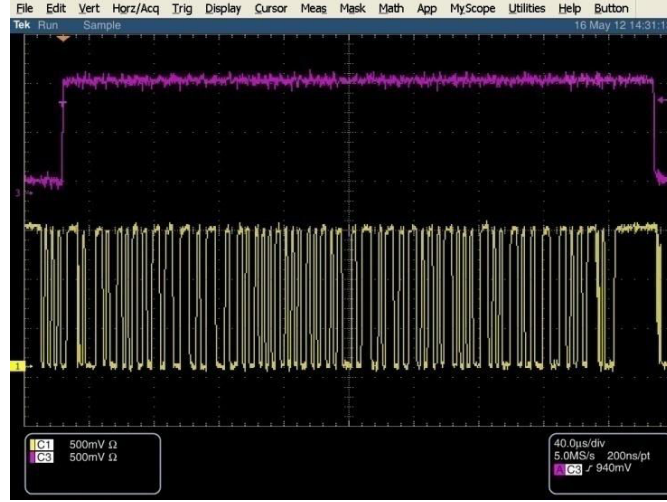 File Edit Vert Horz/Acq Trig Display Cursor Meas Mask Math App MyScope Utilities Help Button
Tek Run Sample 16 May 12 14:31:1
3
1
C1 500mV Ω
C3 500mV Ω
40.0µs/div
5.0MS/s 200ns/pt
A C3 ∫ 940mV